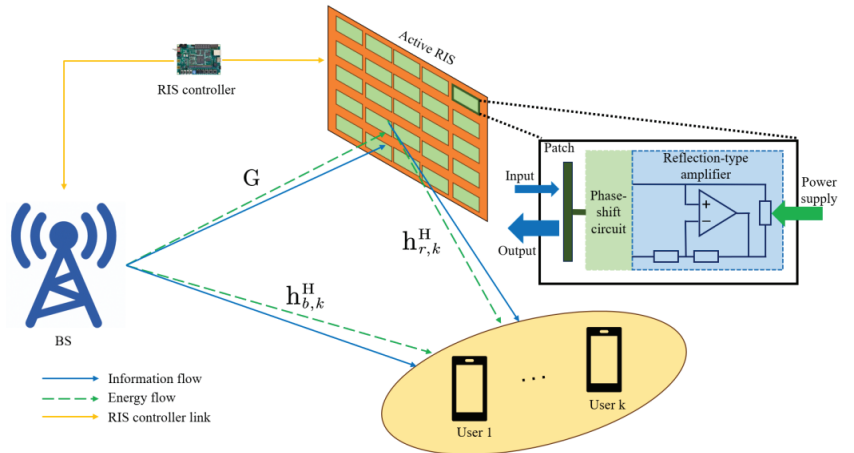 Active RIS
RIS controller
G
h_{r,k}^H
h_{b,k}^H
BS
Patch
Input
Output
Phase-
shift
circuit
Reflection-type
amplifier
+
−
Power
supply
Information flow
Energy flow
RIS controller link
...
User 1
User k